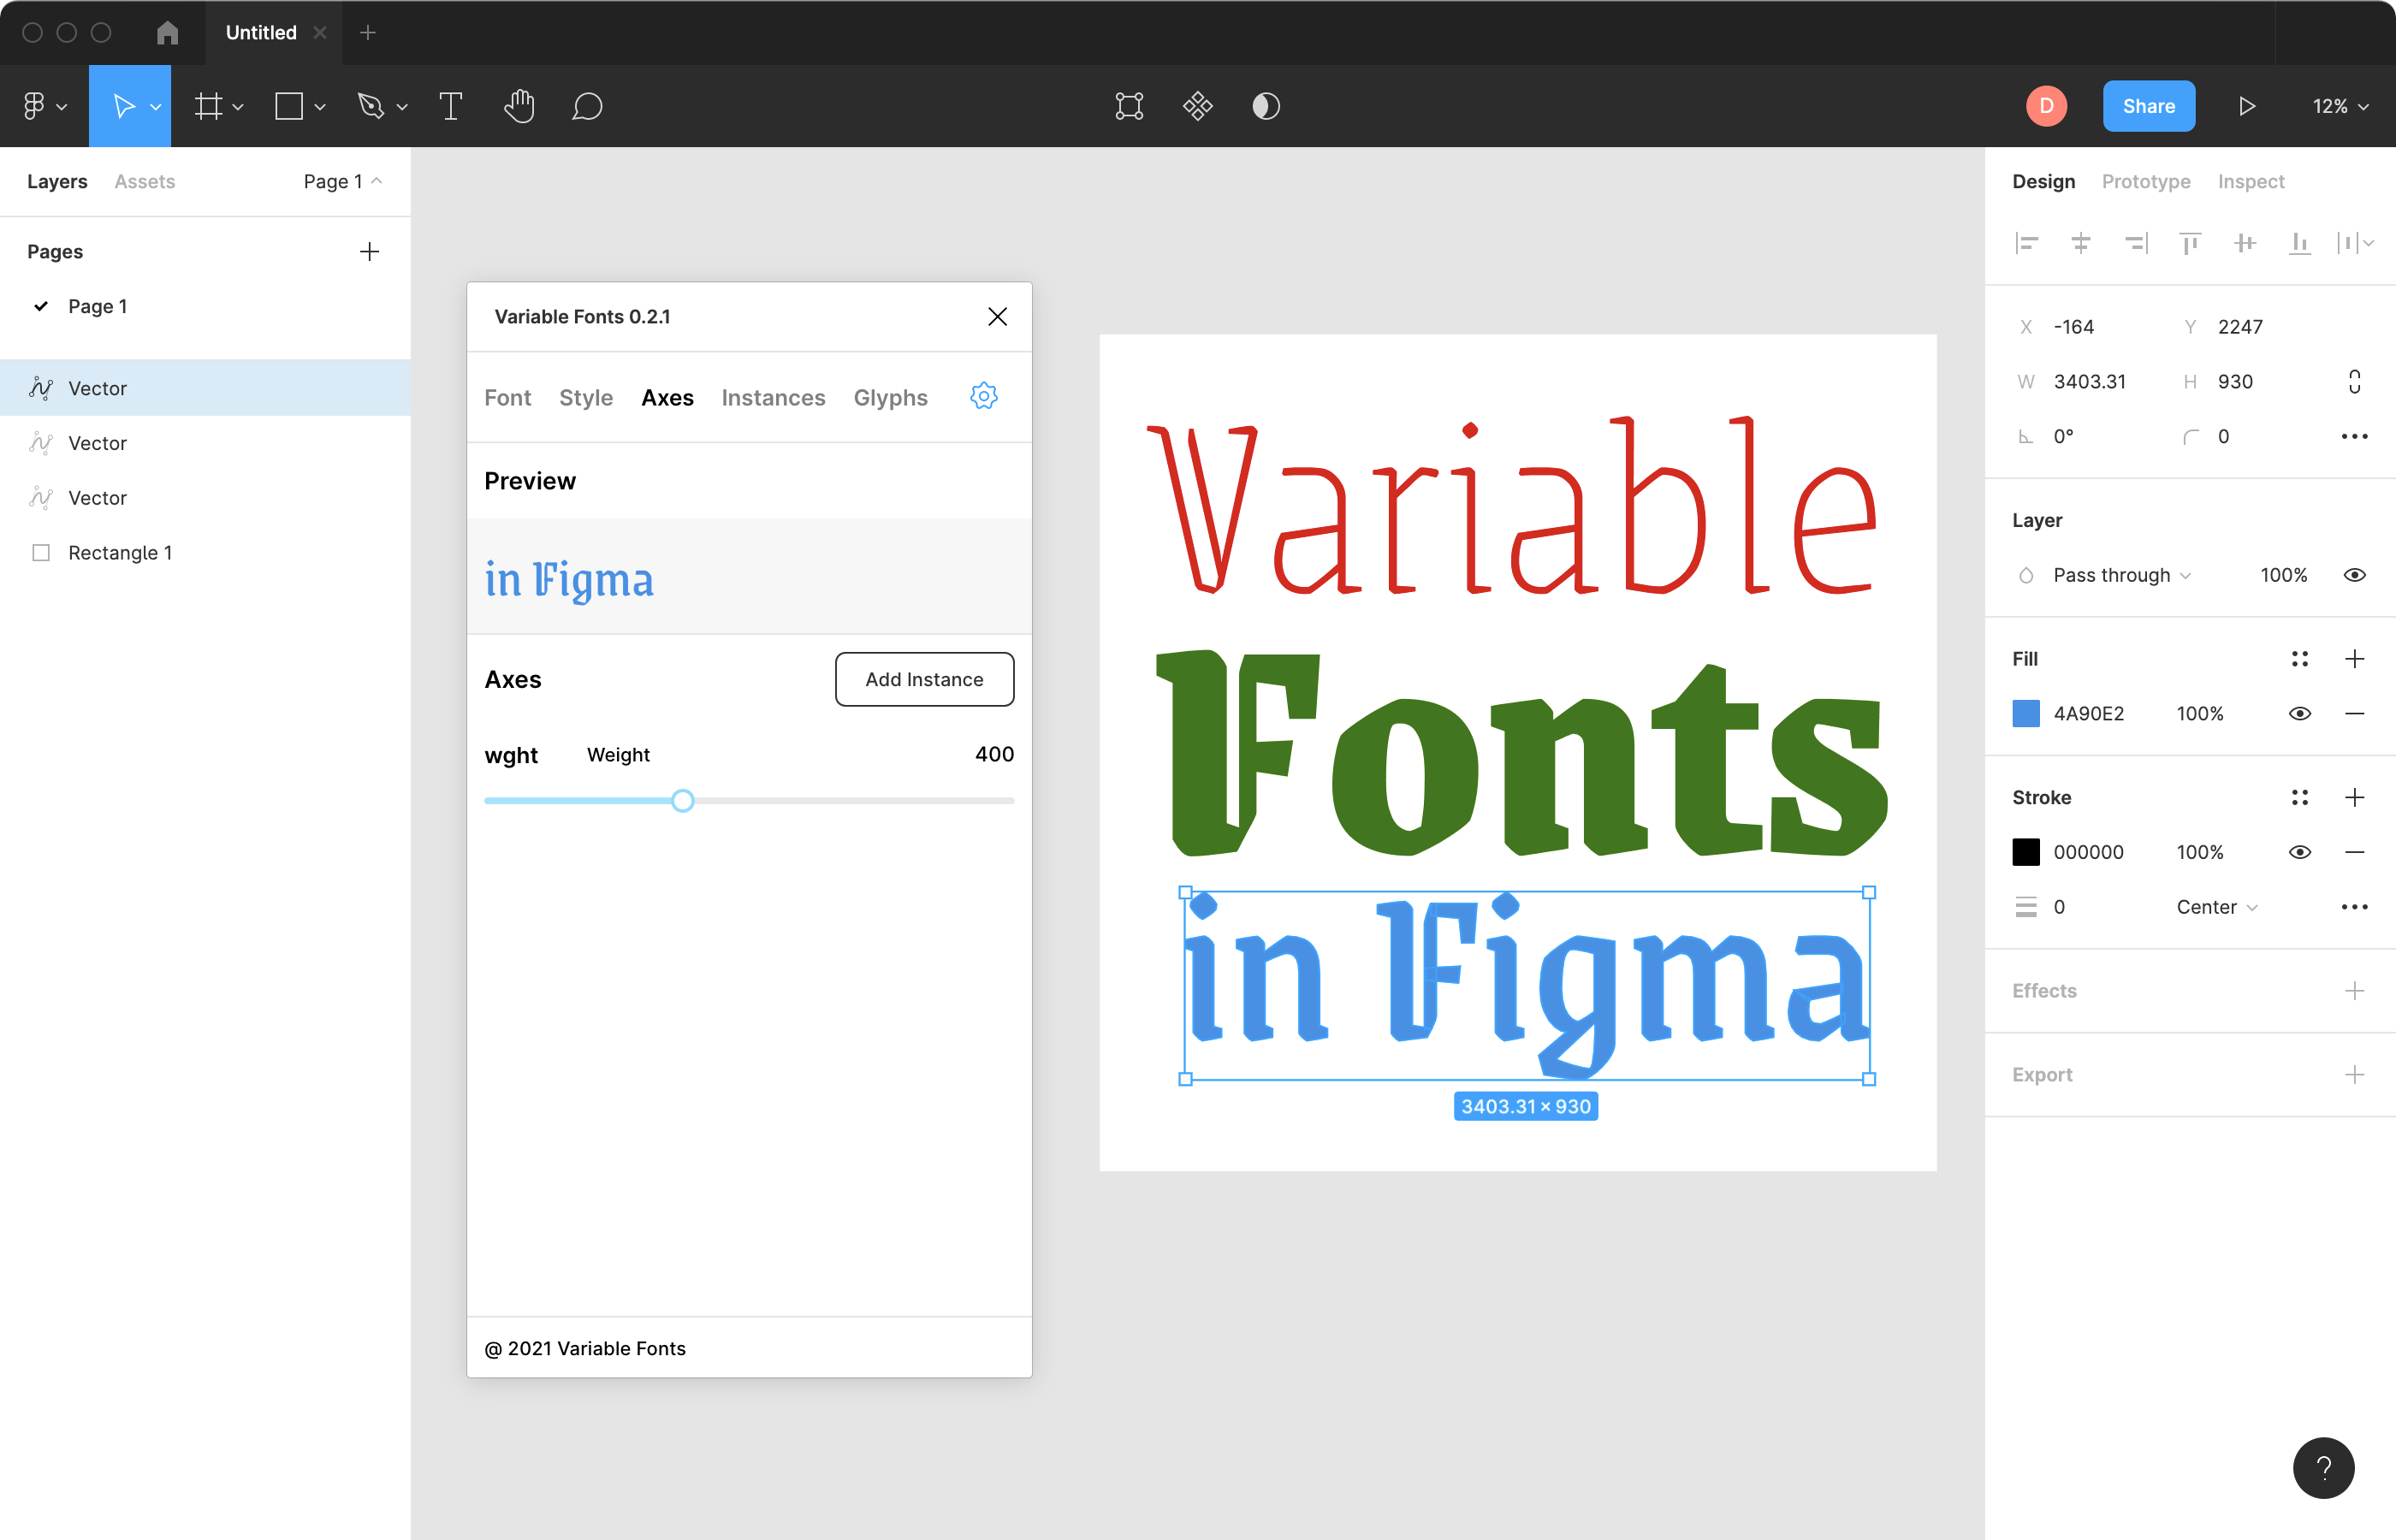 Untitled
D
Share
12%
Layers Assets Page 1
Pages
Page 1
Vector
Vector
Vector
Rectangle 1
Variable Fonts 0.2.1
Font Style Axes Instances Glyphs
Preview
in Figma
Axes Add Instance
wght Weight 400
@ 2021 Variable Fonts
Variable
Fonts
in Figma
3403.31 × 930
Design Prototype Inspect
X -164 Y 2247
W 3403.31 H 930
0° 0
Layer
Pass through 100%
Fill
4A90E2 100%
Stroke
000000 100%
0 Center
Effects
Export
?